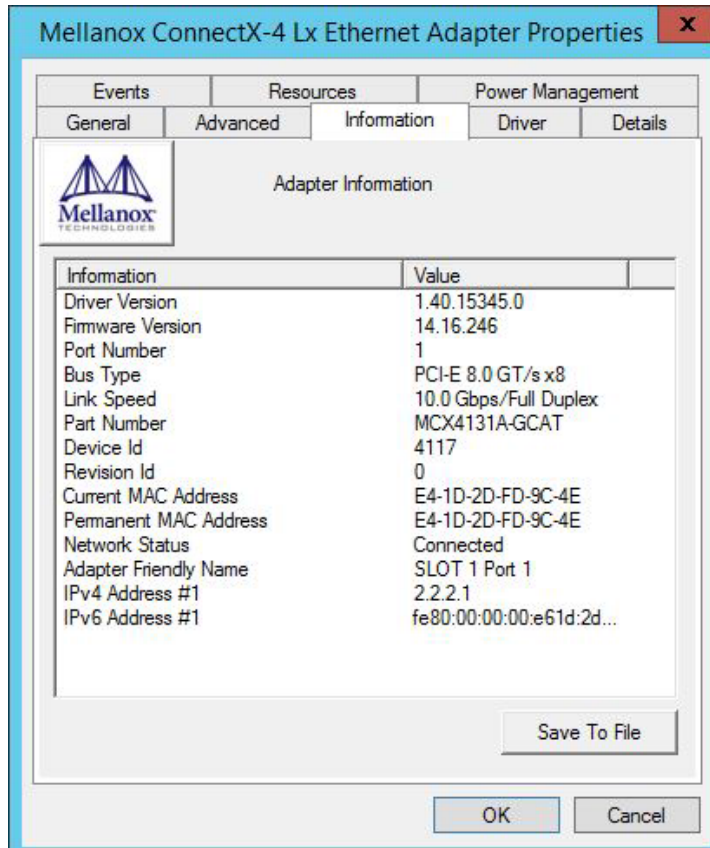 Mellanox ConnectX-4 Lx Ethernet Adapter Properties x
Events Resources Power Management
General Advanced Information Driver Details
Mellanox
TECHNOLOGIES
Adapter Information
Information Value
Driver Version 1.40.15345.0
Firmware Version 14.16.246
Port Number 1
Bus Type PCI-E 8.0 GT/s x8
Link Speed 10.0 Gbps/Full Duplex
Part Number MCX4131A-GCAT
Device Id 4117
Revision Id 0
Current MAC Address E4-1D-2D-FD-9C-4E
Permanent MAC Address E4-1D-2D-FD-9C-4E
Network Status Connected
Adapter Friendly Name SLOT 1 Port 1
IPv4 Address #1 2.2.2.1
IPv6 Address #1 fe80:00:00:00:e61d:2d...
Save To File
OK Cancel